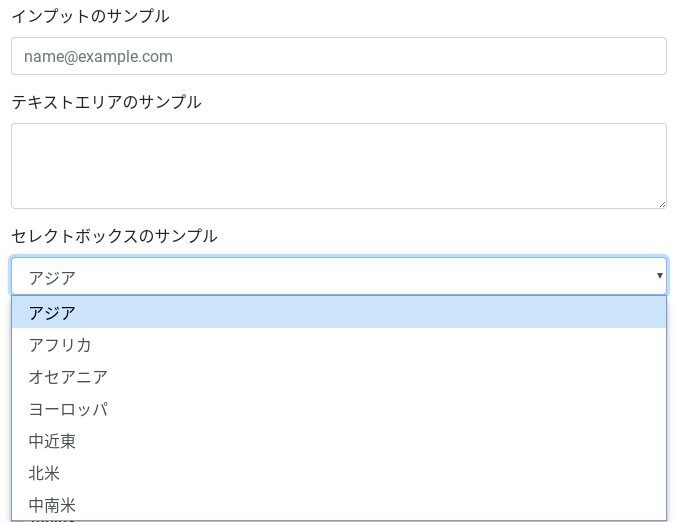 インプットのサンプル
name@example.com
テキストエリアのサンプル
セレクトボックスのサンプル
アジア
アジア
アフリカ
オセアニア
ヨーロッパ
中近東
北米
中南米